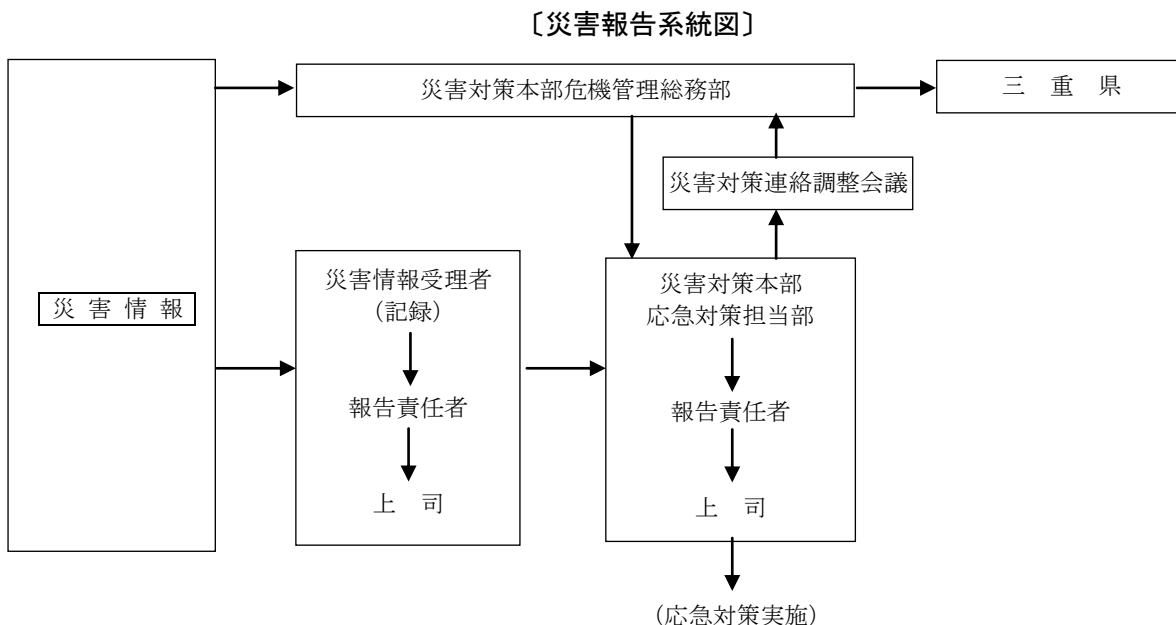 〔災害報告系統図〕
災害対策本部危機管理総務部
三 重 県
災害対策連絡調整会議
災 害 情 報
災害情報受理者
（記録）
報告責任者
上 司
災害対策本部
応急対策担当部
報告責任者
上 司
（応急対策実施）